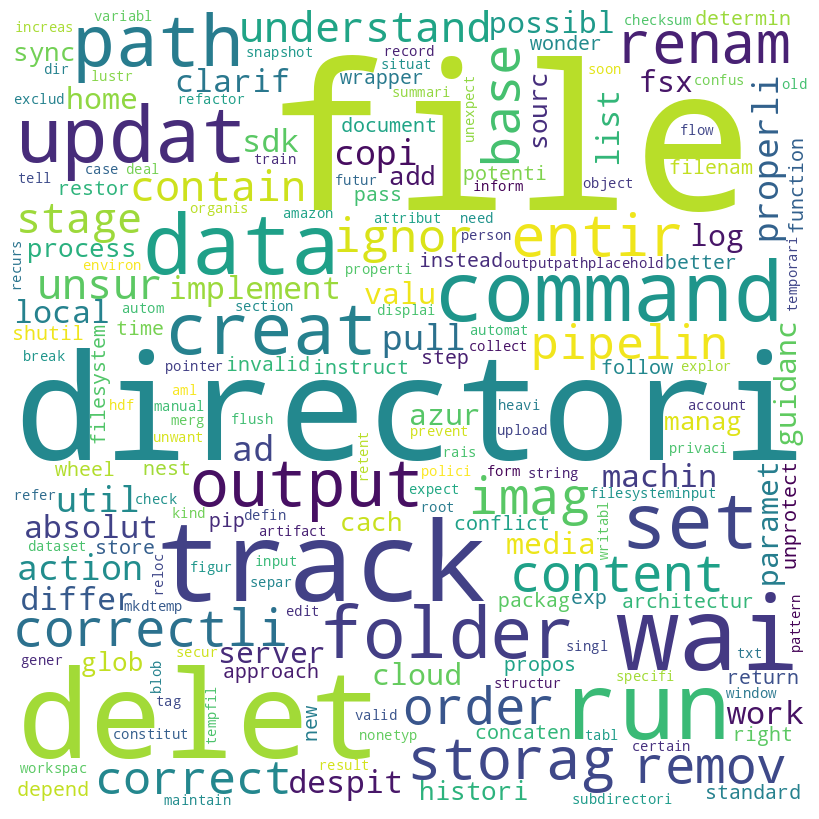 increas variabl
path understand possibl checksum determin
sync dir snapshot record wonder renam
lustr clarif wrapper situat base fsx confus old
home exclud refactor summari unexpect sourc list soon
updat file document flow
sdk copi properli function
tell case deal train futur potenti filenam
restor contain add inform object
stage organis amazon pass attribut need entir log
process data ignor person
recurs environ properti instead outputpathplacehold better temporari
unsur implement displai command
autom section valu
local shutil time creat pull automat pipelin
filesystem break pointer invalid instruct step collect follow explor guidanc
directori
hdf aml manual merg flush azur heavi prevent upload account manag
unwant ad rais privaci
wheel nest retent polici form string machin
output expect root imag filesysteminput
refer util check pip defin artifact cach conflict writabl set paramet unprotect
absolut store kind
dataset reloc input media content
action figur separ track packag exp architectur
differ mkdtemp edit
correctli folder wai
gener glob secur server singl txt pattern
blob approach cloud propos return
tag structur specifi window
delet tempfil new order run work
constitut valid nonetyp concaten tabl right
workspac result storag certain remov
depend correct despit histori standard
maintain subdirectori